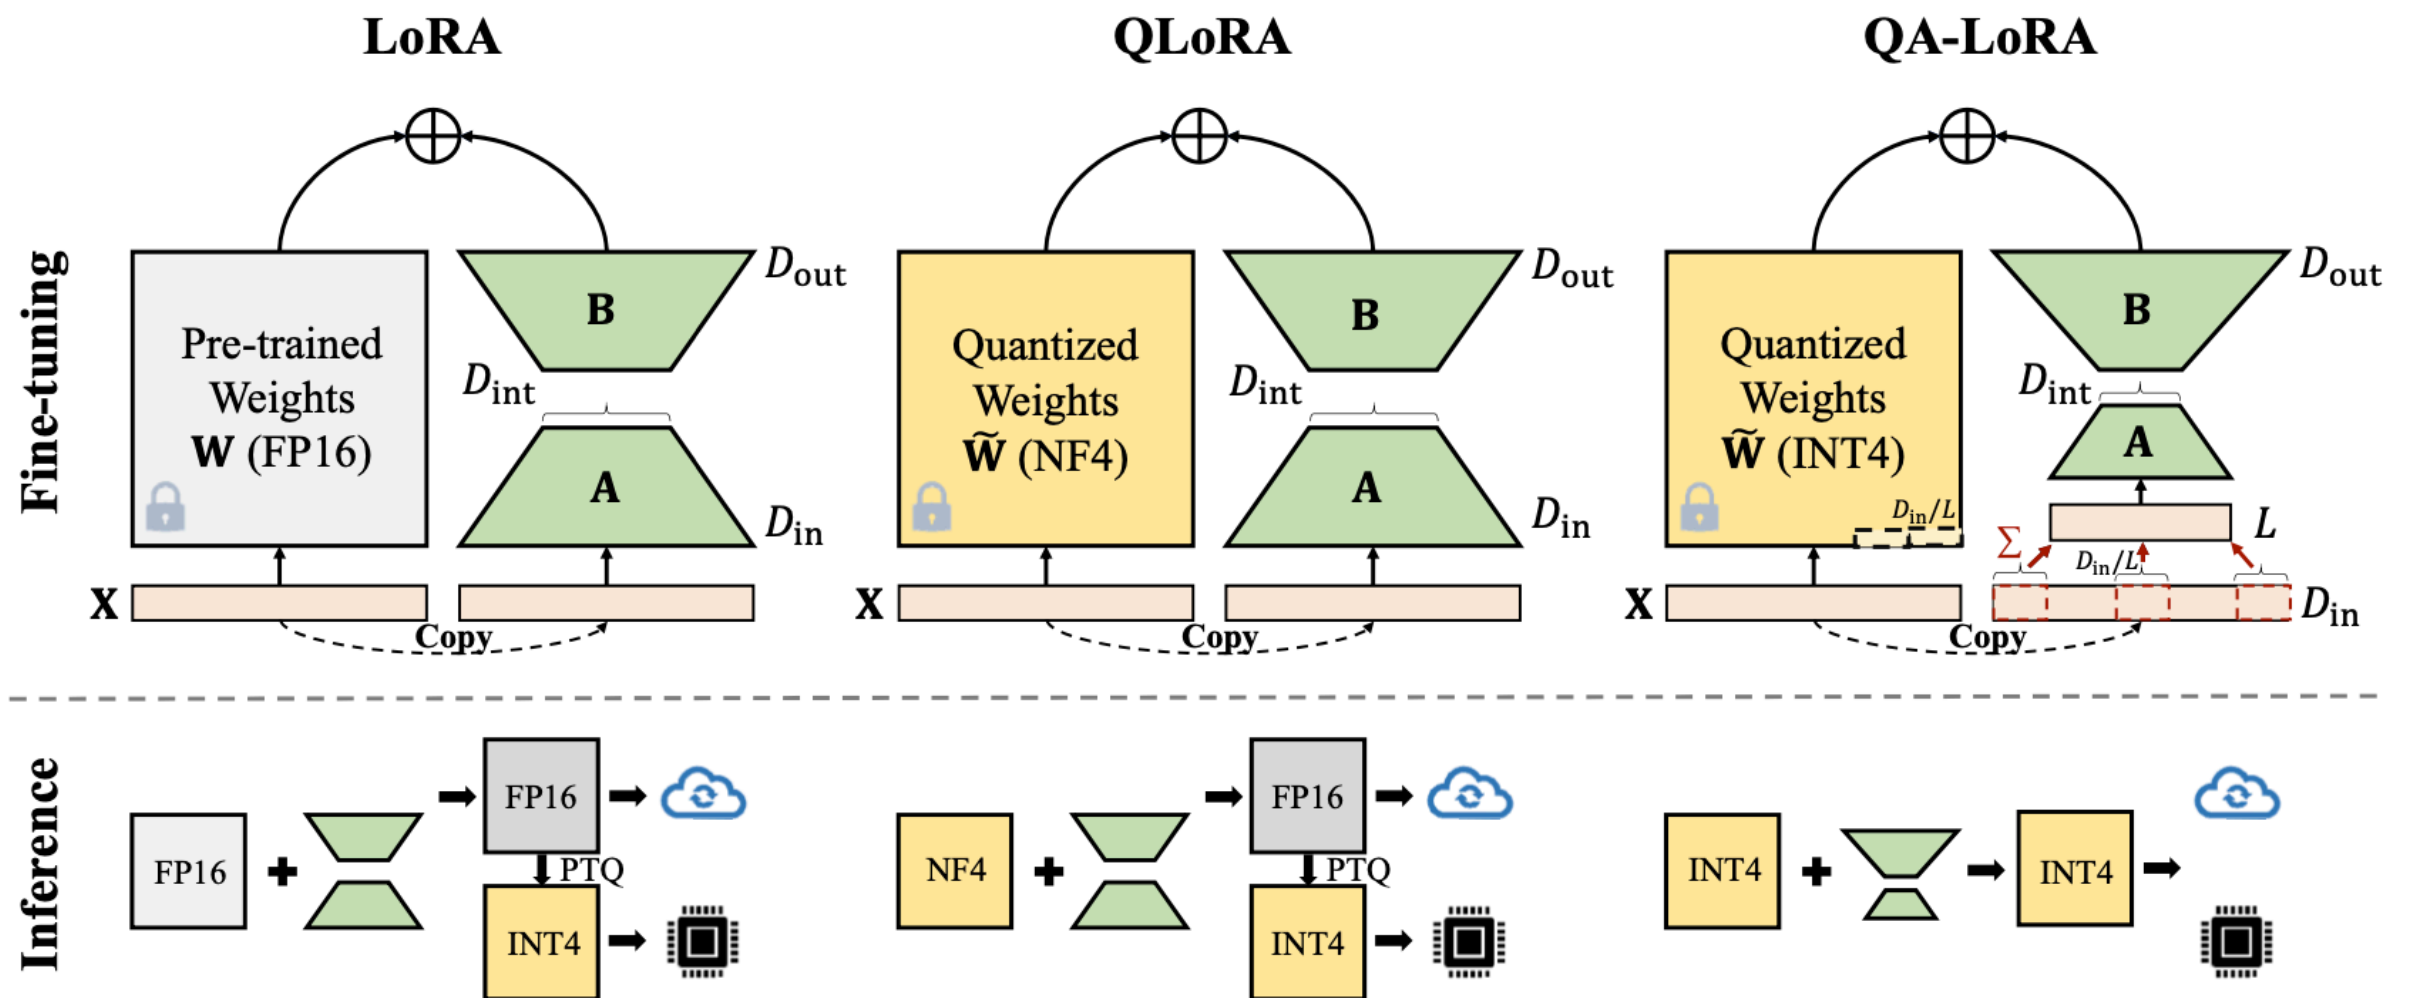 LoRA
QLoRA
QA-LoRA
Fine-tuning
Pre-trained
Weights
W (FP16)
B
A
D_out
D_int
D_in
X
Copy
Quantized
Weights
W̃ (NF4)
B
A
D_out
D_int
D_in
X
Copy
Quantized
Weights
W̃ (INT4)
D_in/L
B
A
D_out
D_int
L
Σ
D_in/L
D_in
X
Copy
Inference
FP16
FP16
PTQ
INT4
NF4
FP16
PTQ
INT4
INT4
INT4